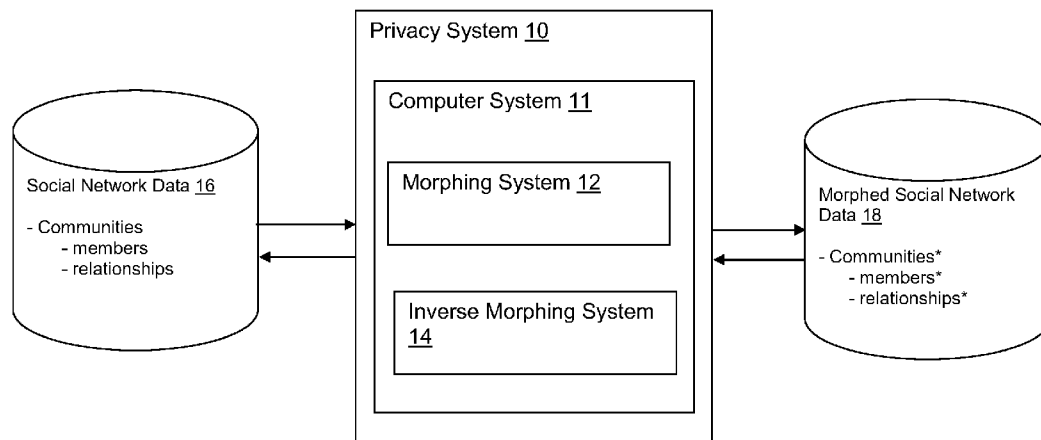 Privacy System 10
Computer System 11
Morphing System 12
Inverse Morphing System
14
Social Network Data 16
- Communities
- members
- relationships
Morphed Social Network
Data 18
- Communities*
- members*
- relationships*